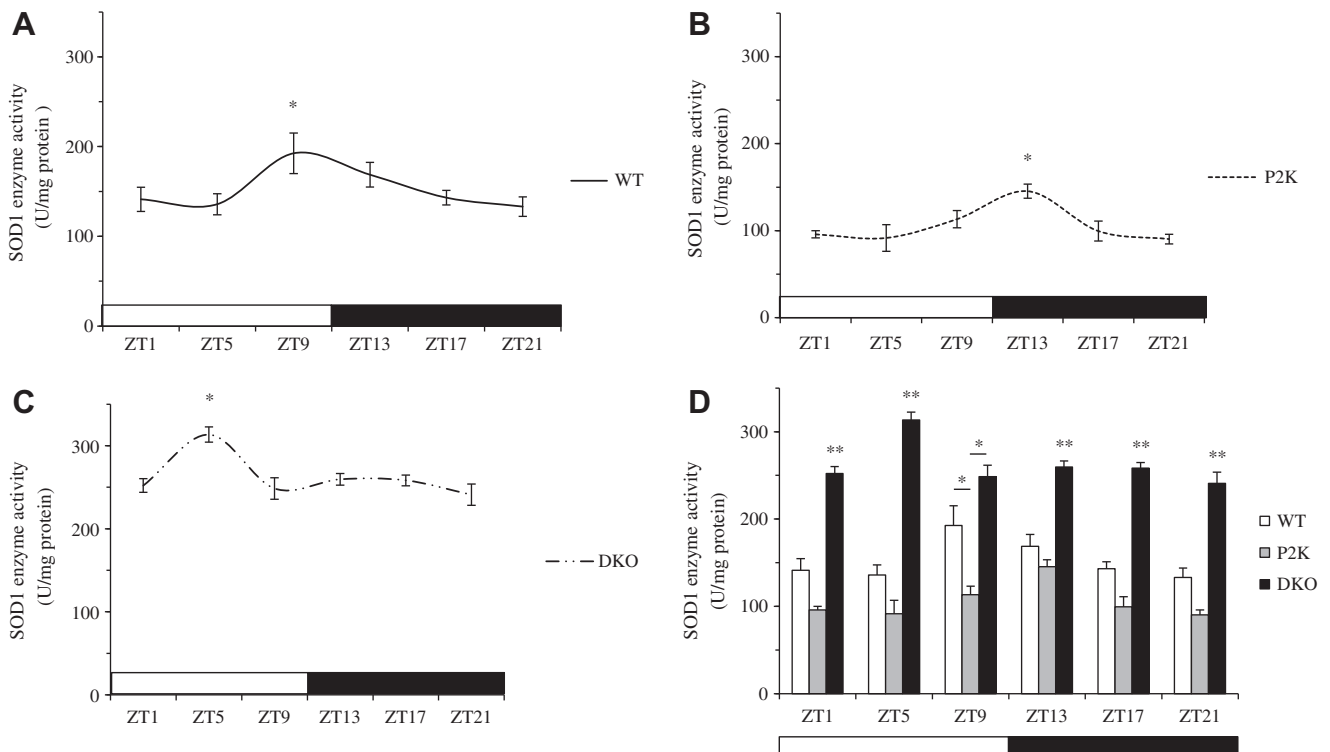 A
SOD1 enzyme activity
(U/mg protein )
300
200
100
0
*
WT
ZT1 ZT5 ZT9 ZT13 ZT17 ZT21
B
SOD1 enzyme activity
(U/mg protein)
300
200
100
0
*
P2K
ZT1 ZT5 ZT9 ZT13 ZT17 ZT21
C
SOD1 enzyme activity
(U/mg protein)
300
200
100
0
*
DKO
ZT1 ZT5 ZT9 ZT13 ZT17 ZT21
D
SOD1 enzyme activity
(U/mg protein)
300
200
100
0
** ** * * ** ** **
WT
P2K
DKO
ZT1 ZT5 ZT9 ZT13 ZT17 ZT21